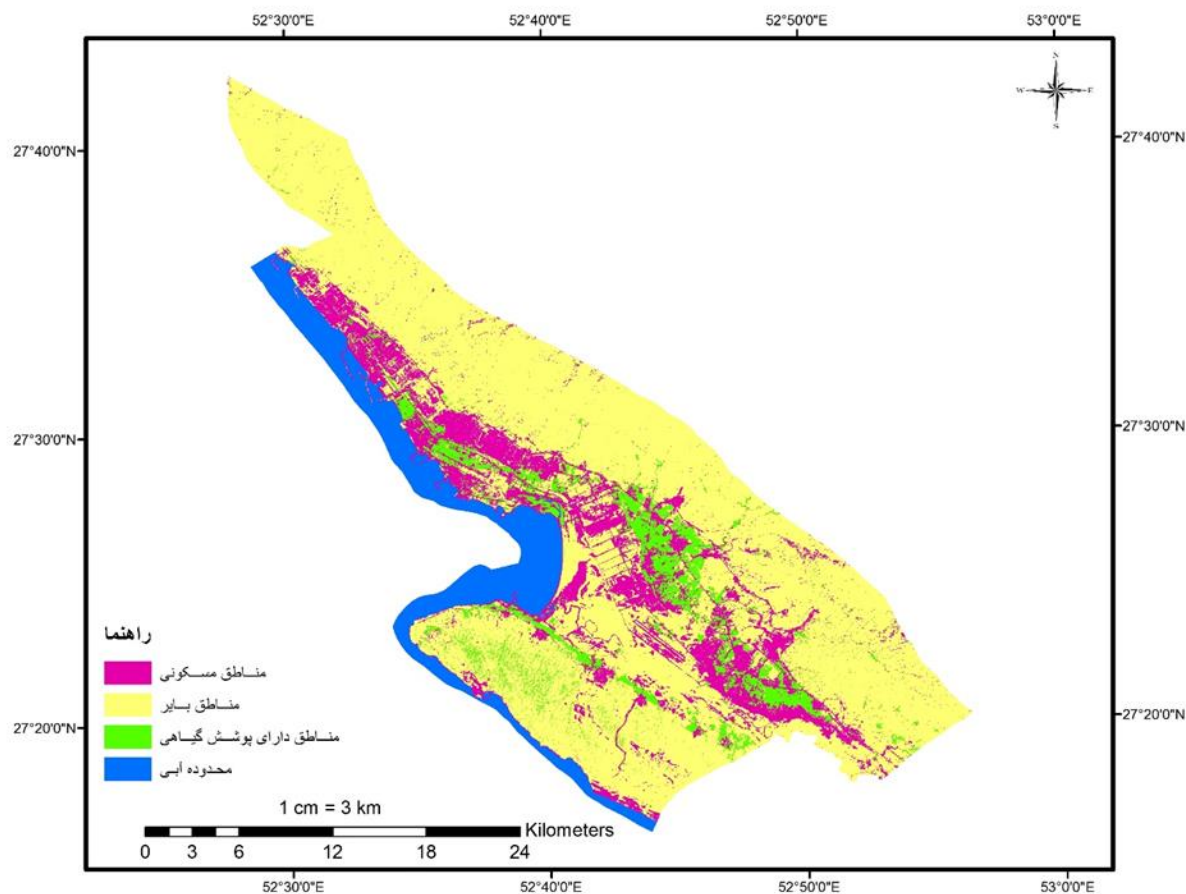 52°30'0"E 52°40'0"E 52°50'0"E 53°0'0"E
N
W E
S
27°40'0"N 27°40'0"N
27°30'0"N 27°30'0"N
27°20'0"N 27°20'0"N
راهنما
مناطق مسکونی
مناطق بایر
مناطق دارای پوشش گیاهی
محدوده آبی
1 cm = 3 km
Kilometers
0 3 6 12 18 24
52°30'0"E 52°40'0"E 52°50'0"E 53°0'0"E